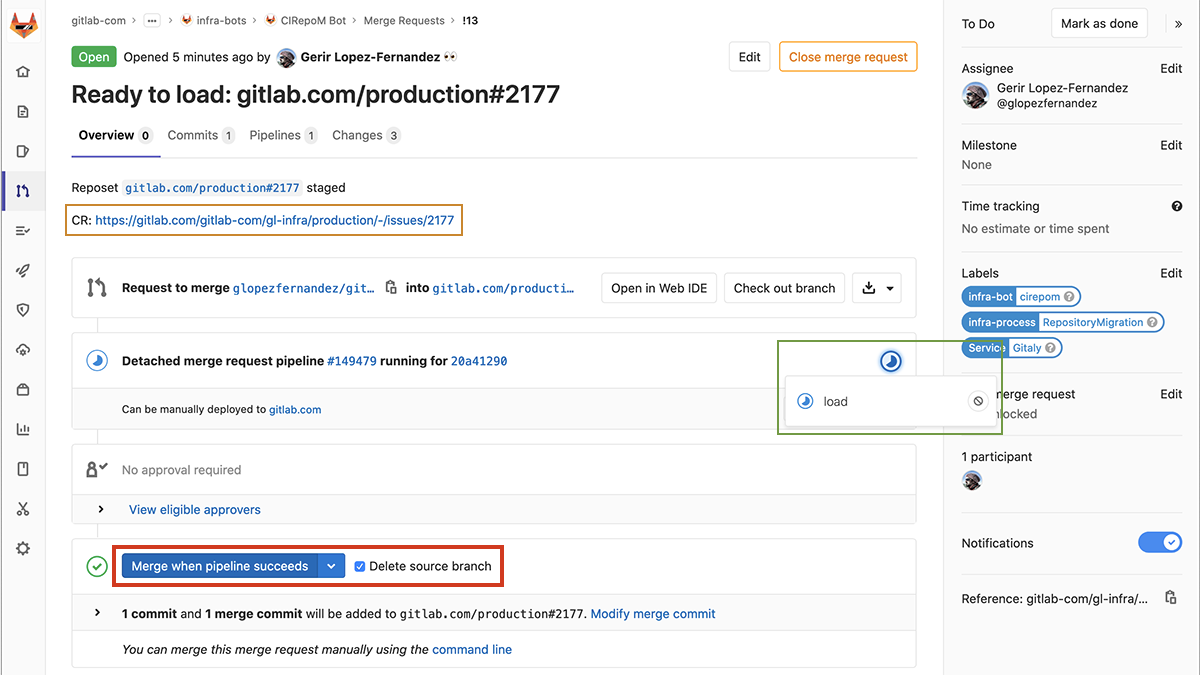 gitlab-com › ... › infra-bots › CIRepoM Bot › Merge Requests › !13
Open Opened 5 minutes ago by Gerir Lopez-Fernandez 👀
Edit
Close merge request
Ready to load: gitlab.com/production#2177
Overview 0 Commits 1 Pipelines 1 Changes 3
Reposet gitlab.com/production#2177 staged
CR: https://gitlab.com/gitlab-com/gl-infra/production/-/issues/2177
Request to merge glopezfernandez/git… into gitlab.com/producti…
Open in Web IDE
Check out branch
Detached merge request pipeline #149479 running for 20a41290
load
Can be manually deployed to gitlab.com
No approval required
View eligible approvers
Merge when pipeline succeeds
Delete source branch
1 commit and 1 merge commit will be added to gitlab.com/production#2177. Modify merge commit
You can merge this merge request manually using the command line
To Do
Mark as done
»
Assignee Edit
Gerir Lopez-Fernandez
@glopezfernandez
Milestone Edit
None
Time tracking
No estimate or time spent
Labels Edit
infra-bot cirepom
infra-process RepositoryMigration
Service Gitaly
merge request Edit
1 participant
Notifications
Reference: gitlab-com/gl-infra/...